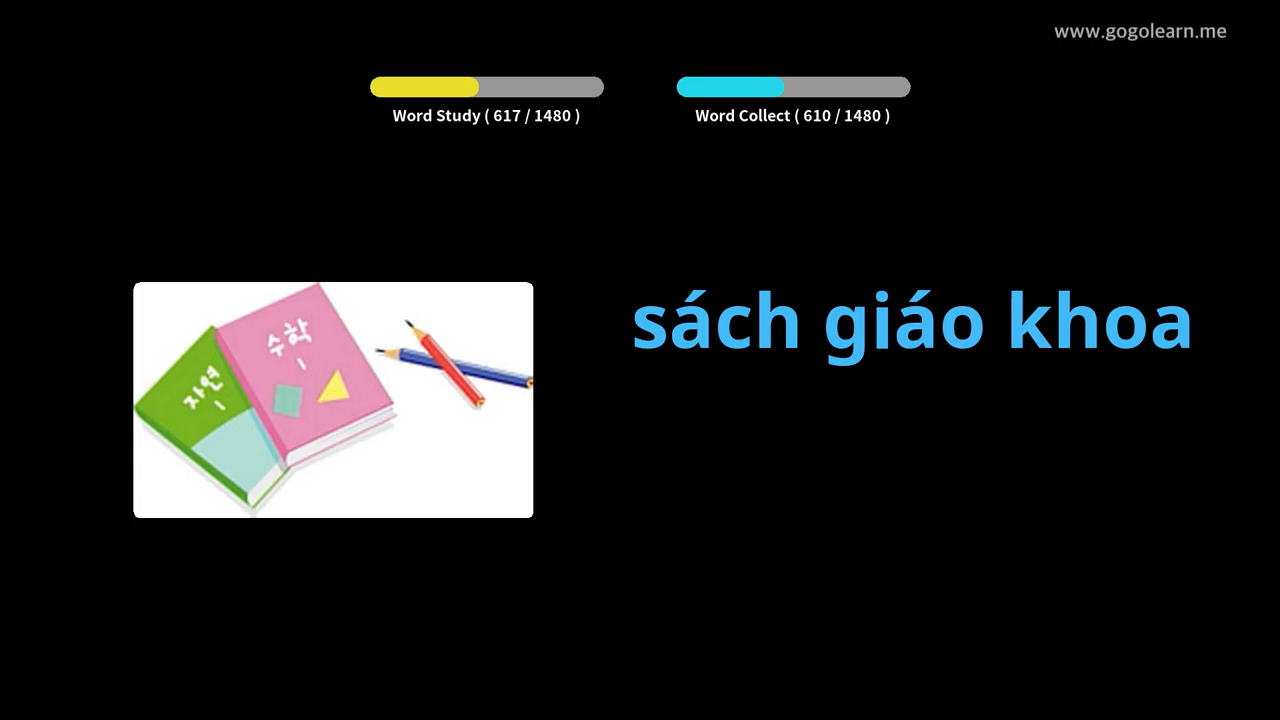 www.gogolearn.me
Word Study ( 617 / 1480 )
Word Collect ( 610 / 1480 )
sách giáo khoa
수학
1
자연
1